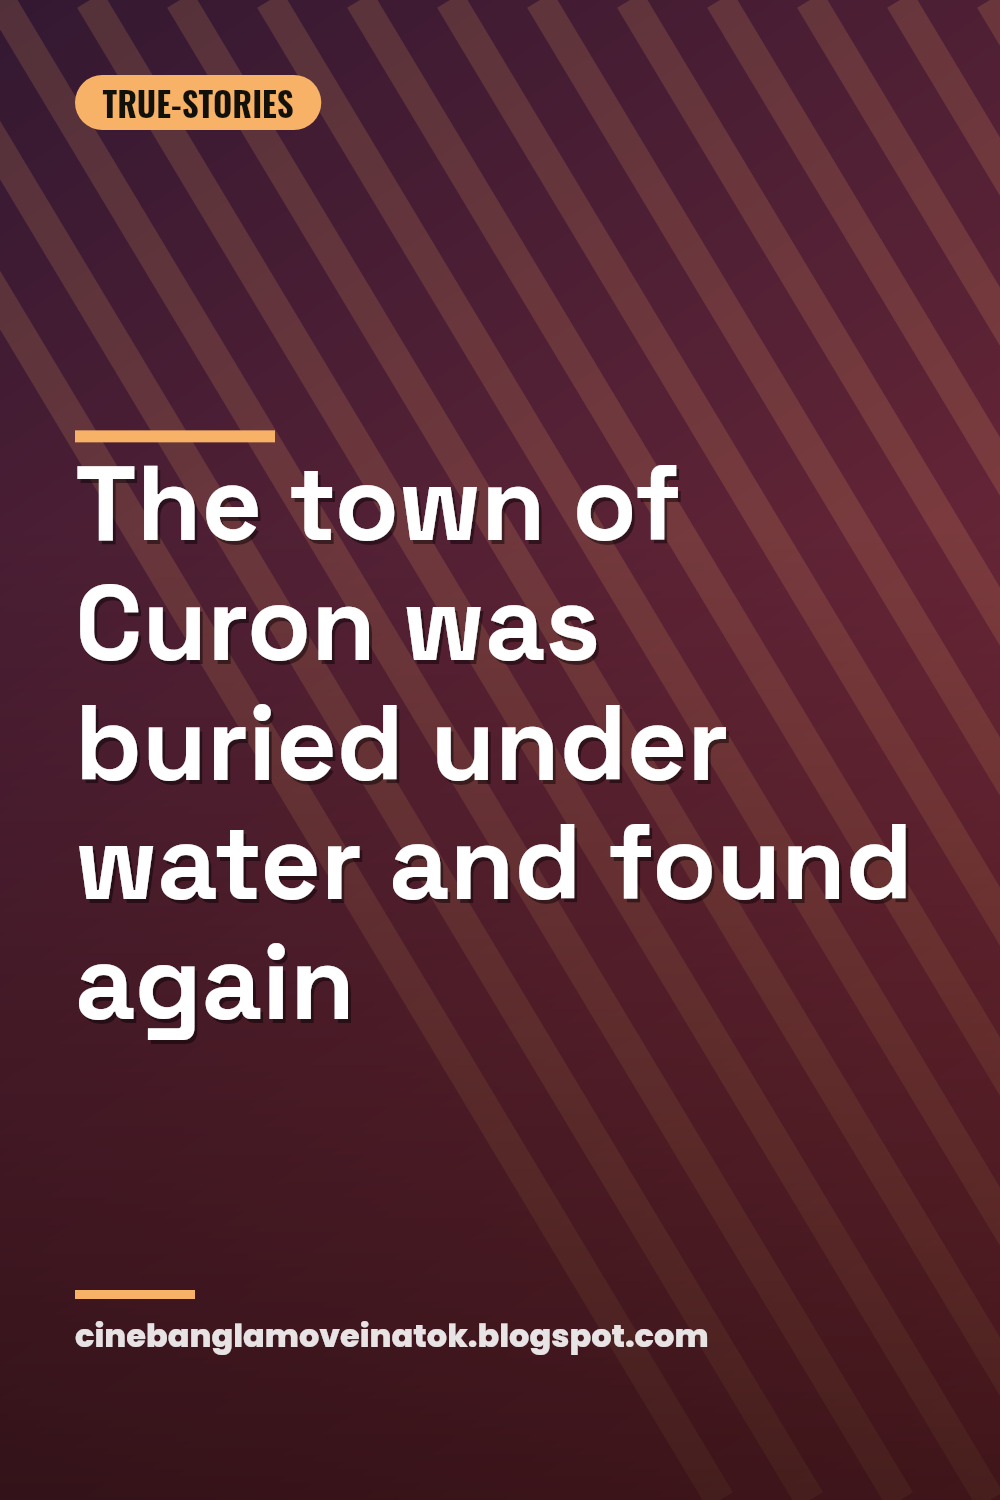 TRUE-STORIES
The town of
Curon was
buried under
water and found
again
cinebanglamoveinatok.blogspot.com